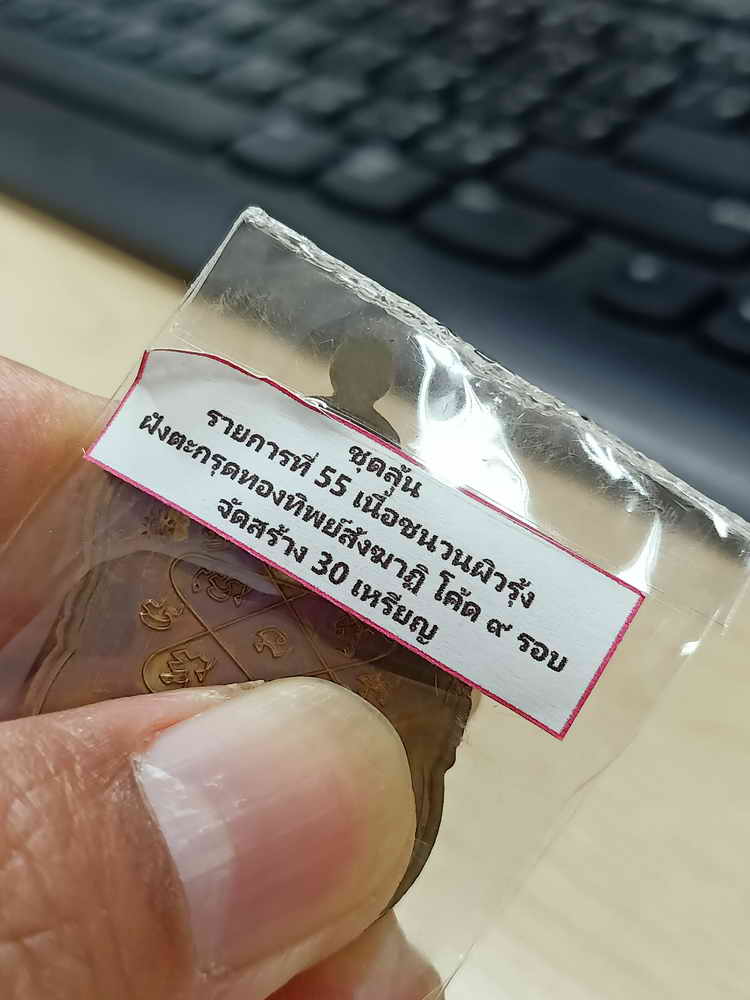 ชุดลุ้น
รายการที่ 55 เนื้อชนวนผิวรุ้ง
ฝังตะกรุดทองทิพย์สังฆาฏิ โค้ด ๙ รอบ
จัดสร้าง 30 เหรียญ